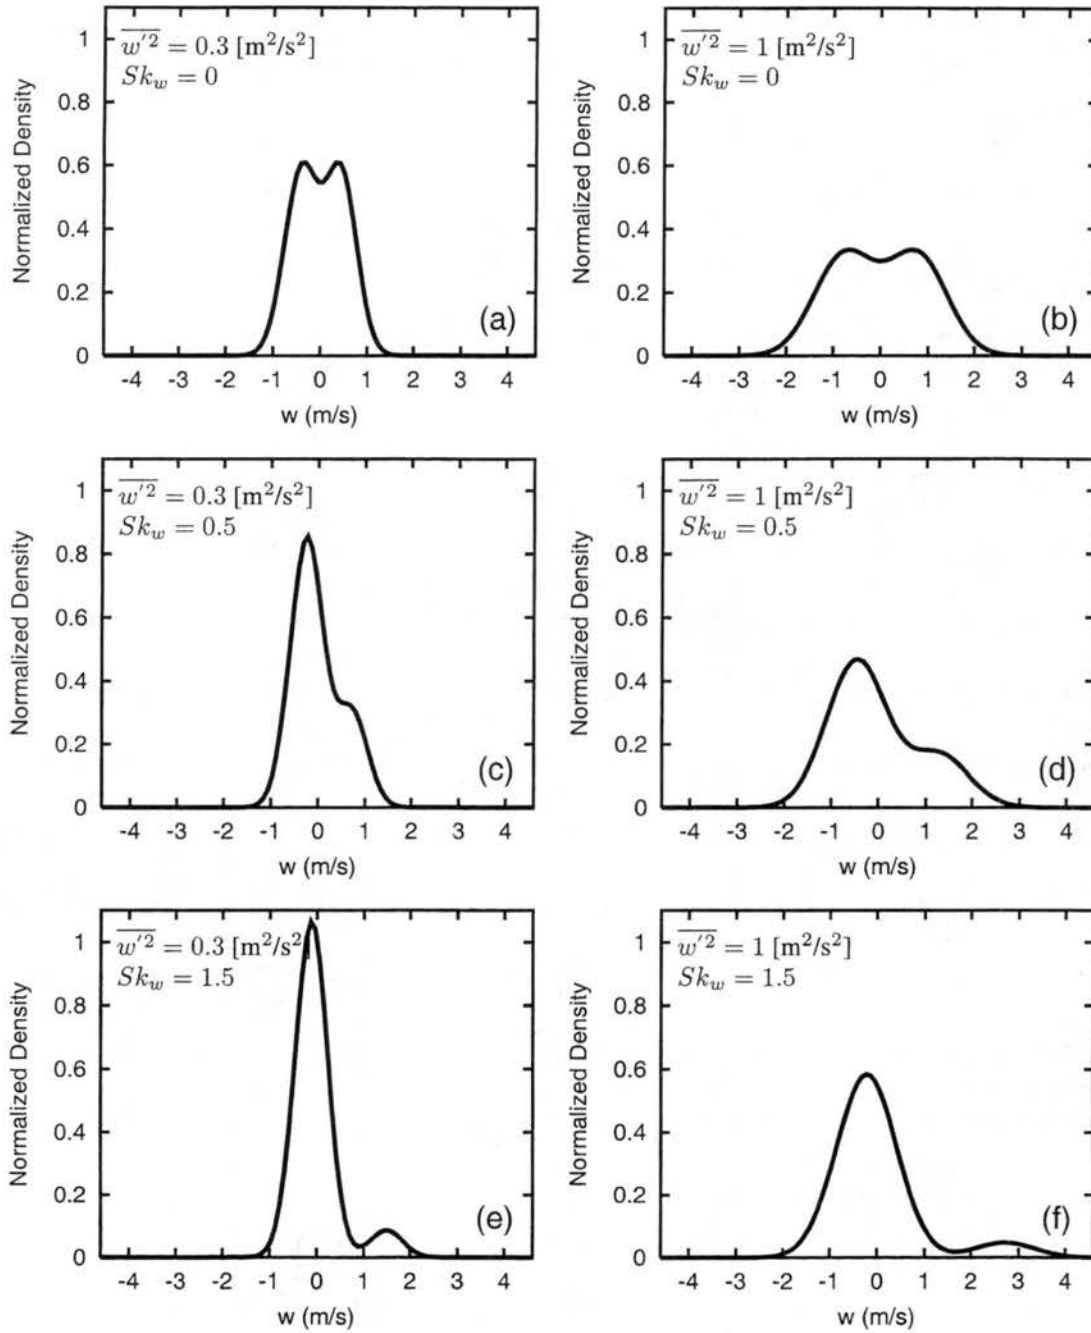 $\overline{w'^2} = 0.3$ [m²/s²]
$Sk_w = 0$
Normalized Density
1
0.8
0.6
0.4
0.2
0
-4 -3 -2 -1 0 1 2 3 4
w (m/s)
(a)
$\overline{w'^2} = 1$ [m²/s²]
$Sk_w = 0$
Normalized Density
1
0.8
0.6
0.4
0.2
0
-4 -3 -2 -1 0 1 2 3 4
w (m/s)
(b)
$\overline{w'^2} = 0.3$ [m²/s²]
$Sk_w = 0.5$
Normalized Density
1
0.8
0.6
0.4
0.2
0
-4 -3 -2 -1 0 1 2 3 4
w (m/s)
(c)
$\overline{w'^2} = 1$ [m²/s²]
$Sk_w = 0.5$
Normalized Density
1
0.8
0.6
0.4
0.2
0
-4 -3 -2 -1 0 1 2 3 4
w (m/s)
(d)
$\overline{w'^2} = 0.3$ [m²/s²]
$Sk_w = 1.5$
Normalized Density
1
0.8
0.6
0.4
0.2
0
-4 -3 -2 -1 0 1 2 3 4
w (m/s)
(e)
$\overline{w'^2} = 1$ [m²/s²]
$Sk_w = 1.5$
Normalized Density
1
0.8
0.6
0.4
0.2
0
-4 -3 -2 -1 0 1 2 3 4
w (m/s)
(f)